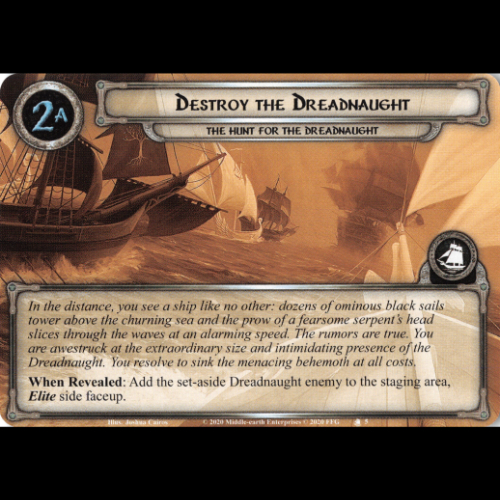 2A
DESTROY THE DREADNAUGHT
THE HUNT FOR THE DREADNAUGHT
In the distance, you see a ship like no other: dozens of ominous black sails
tower above the churning sea and the prow of a fearsome serpent's head
slices through the waves at an alarming speed. The rumors are true. You
are awestruck at the extraordinary size and intimidating presence of the
Dreadnaught. You resolve to sink the menacing behemoth at all costs.
When Revealed: Add the set-aside Dreadnaught enemy to the staging area,
Elite side faceup.
Illus. Joshua Cairos © 2020 Middle-earth Enterprises © 2020 FFG 5